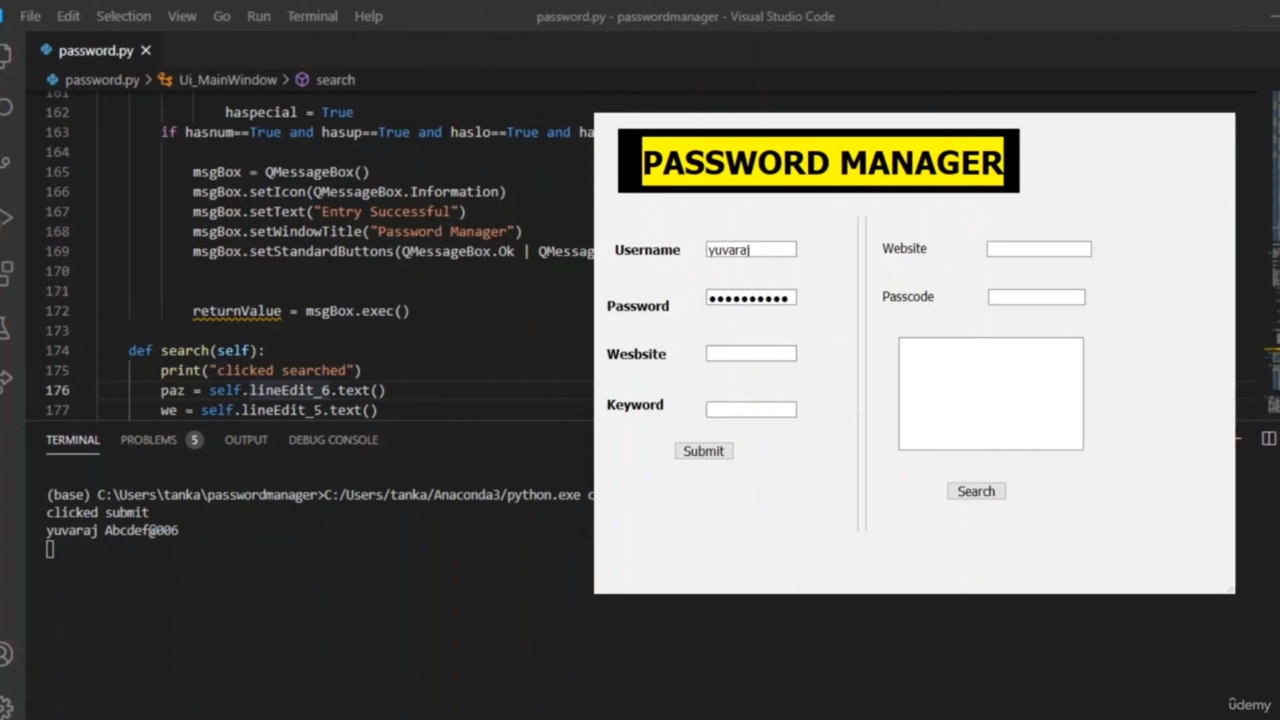 File Edit Selection View Go Run Terminal Help
password.py - passwordmanager - Visual Studio Code
password.py
password.py > Ui_MainWindow > search
161
162 haspecial = True
163 if hasnum==True and hasup==True and haslo==True and ha
164
165 msgBox = QMessageBox()
166 msgBox.setIcon(QMessageBox.Information)
167 msgBox.setText("Entry Successful")
168 msgBox.setWindowTitle("Password Manager")
169 msgBox.setStandardButtons(QMessageBox.Ok | QMessa
170
171
172 returnValue = msgBox.exec()
173
174 def search(self):
175 print("clicked searched")
176 paz = self.lineEdit_6.text()
177 we = self.lineEdit_5.text()
TERMINAL PROBLEMS 5 OUTPUT DEBUG CONSOLE
(base) C:\Users\tanka\passwordmanager>C:/Users/tanka/Anaconda3/python.exe c
clicked submit
yuvaraj Abcdef@006
PASSWORD MANAGER
Username yuvaraj
Password ••••••••••
Wesbsite
Keyword
Submit
Website
Passcode
Search
ûdemy